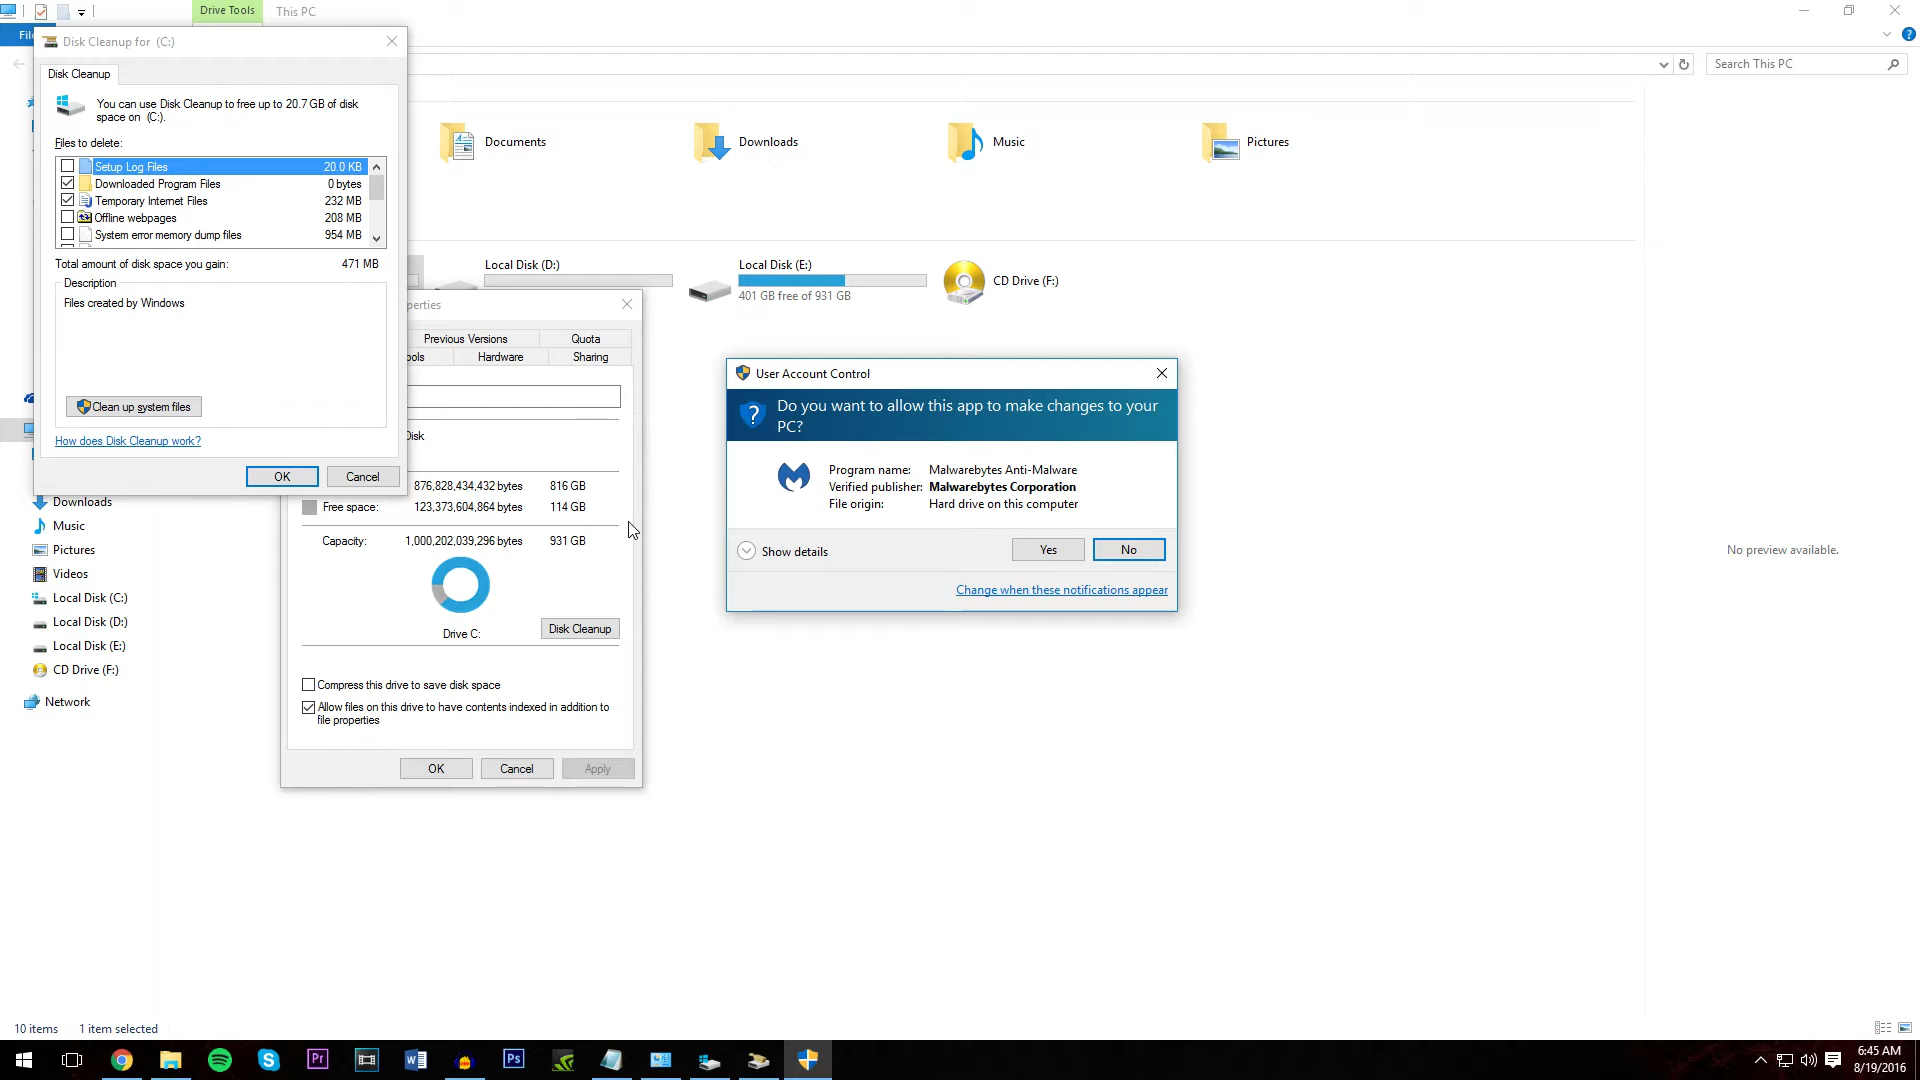 Drive Tools
This PC
Fil
Search This PC
Disk Cleanup for  (C:)
Disk Cleanup
You can use Disk Cleanup to free up to 20.7 GB of disk
space on  (C:).
Files to delete:
Setup Log Files 20.0 KB
Downloaded Program Files 0 bytes
Temporary Internet Files 232 MB
Offline webpages 208 MB
System error memory dump files 954 MB
Total amount of disk space you gain: 471 MB
Description
Files created by Windows
Clean up system files
How does Disk Cleanup work?
OK
Cancel
Documents
Downloads
Music
Pictures
Local Disk (D:)
Local Disk (E:)
401 GB free of 931 GB
CD Drive (F:)
perties
Previous Versions
Quota
ools
Hardware
Sharing
Disk
876,828,434,432 bytes 816 GB
Free space: 123,373,604,864 bytes 114 GB
Capacity: 1,000,202,039,296 bytes 931 GB
Drive C:
Disk Cleanup
Compress this drive to save disk space
Allow files on this drive to have contents indexed in addition to
file properties
OK
Cancel
Apply
User Account Control
Do you want to allow this app to make changes to your
PC?
Program name: Malwarebytes Anti-Malware
Verified publisher: Malwarebytes Corporation
File origin: Hard drive on this computer
Show details
Yes
No
Change when these notifications appear
No preview available.
Downloads
Music
Pictures
Videos
Local Disk (C:)
Local Disk (D:)
Local Disk (E:)
CD Drive (F:)
Network
10 items
1 item selected
Pr
Ps
6:45 AM
8/19/2016